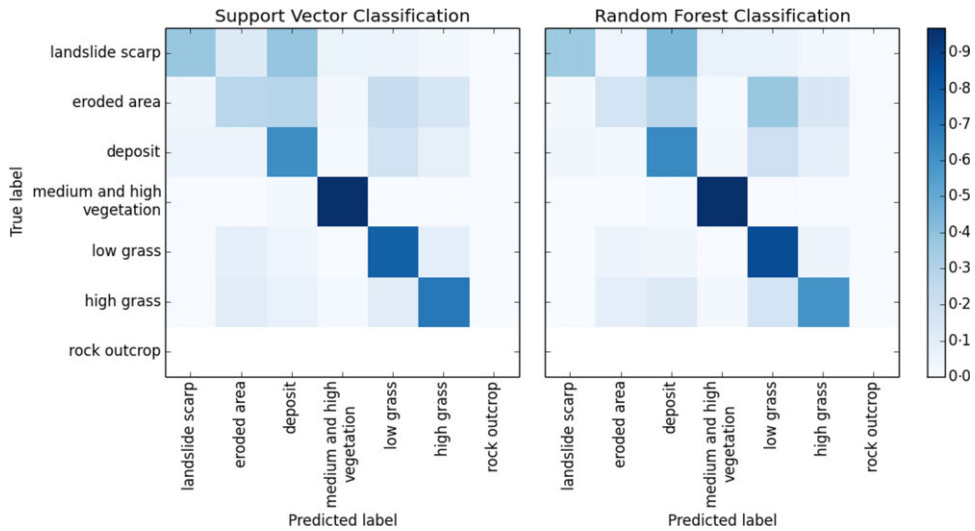 Support Vector Classification
Random Forest Classification
True label
landslide scarp
eroded area
deposit
medium and high
vegetation
low grass
high grass
rock outcrop
landslide scarp
eroded area
deposit
medium and high
vegetation
low grass
high grass
rock outcrop
Predicted label
landslide scarp
eroded area
deposit
medium and high
vegetation
low grass
high grass
rock outcrop
Predicted label
0·9
0·8
0·7
0·6
0·5
0·4
0·3
0·2
0·1
0·0